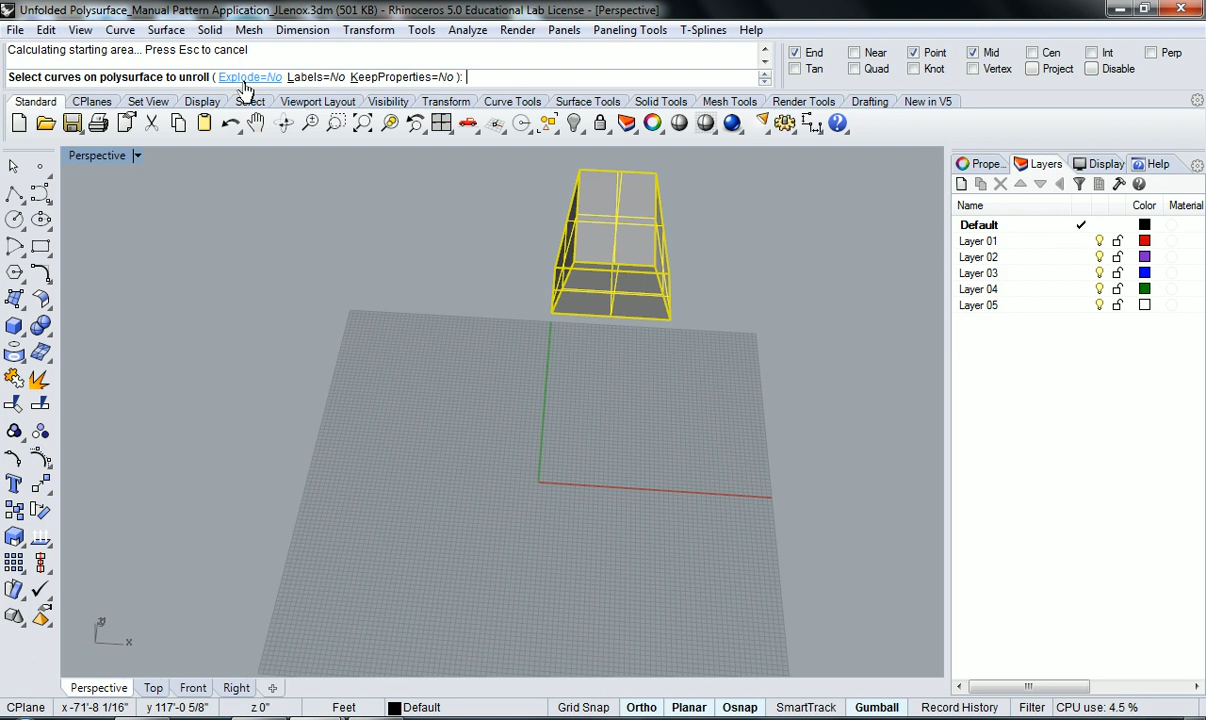 Unfolded Polysurface_Manual Pattern Application_JLenox.3dm (501 KB) - Rhinoceros 5.0 Educational Lab License - [Perspective]
File Edit View Curve Surface Solid Mesh Dimension Transform Tools Analyze Render Panels Paneling Tools T-Splines Help
Calculating starting area... Press Esc to cancel
Select curves on polysurface to unroll ( Explode=No Labels=No KeepProperties=No ):
End Near Point Mid Cen Int Perp
Tan Quad Knot Vertex Project Disable
Standard CPlanes Set View Display Select Viewport Layout Visibility Transform Curve Tools Surface Tools Solid Tools Mesh Tools Render Tools Drafting New in V5
Perspective
Prope... Layers Display Help
Name Color Material
Default
Layer 01
Layer 02
Layer 03
Layer 04
Layer 05
x
Perspective Top Front Right
CPlane x -71'-8 1/16" y 117'-0 5/8" z 0" Feet Default Grid Snap Ortho Planar Osnap SmartTrack Gumball Record History Filter CPU use: 4.5 %